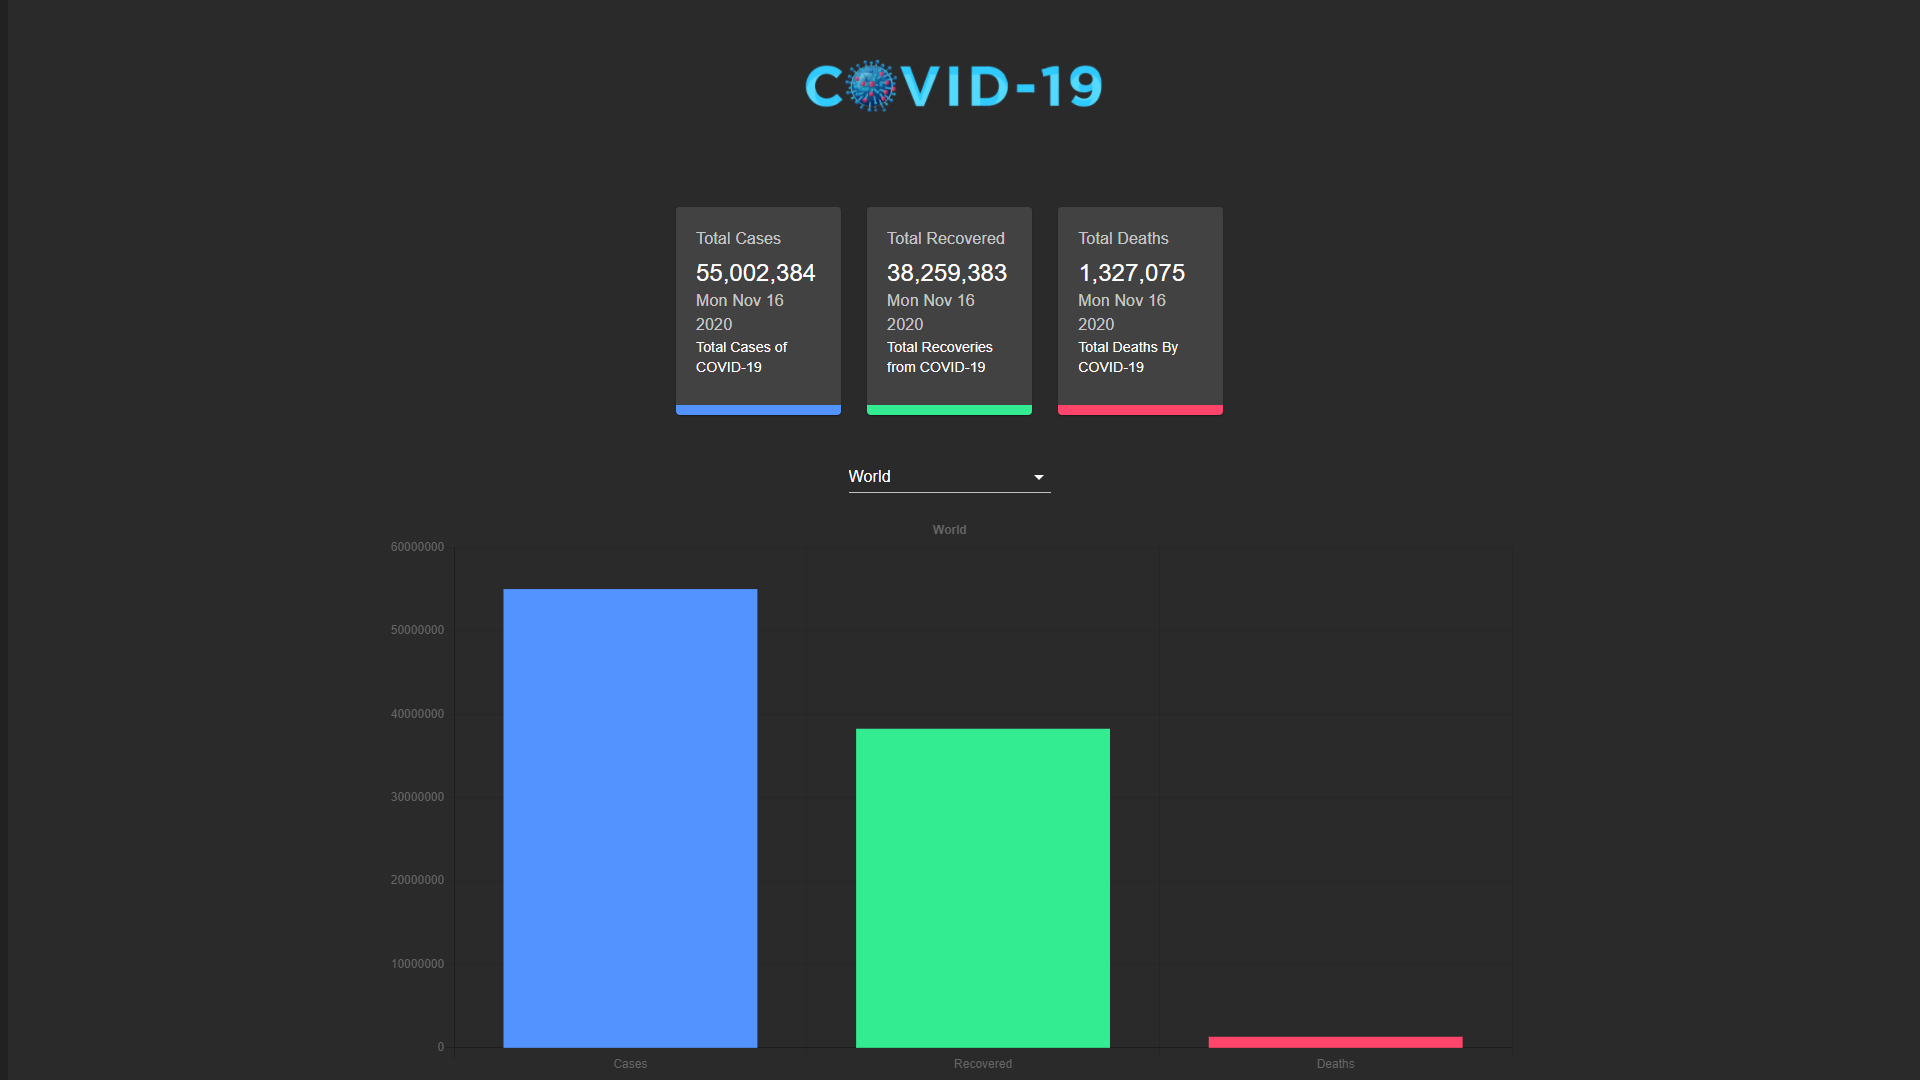 COVID-19
Total Cases
55,002,384
Mon Nov 16
2020
Total Cases of
COVID-19
Total Recovered
38,259,383
Mon Nov 16
2020
Total Recoveries
from COVID-19
Total Deaths
1,327,075
Mon Nov 16
2020
Total Deaths By
COVID-19
World
World
60000000
50000000
40000000
30000000
20000000
10000000
0
Cases
Recovered
Deaths